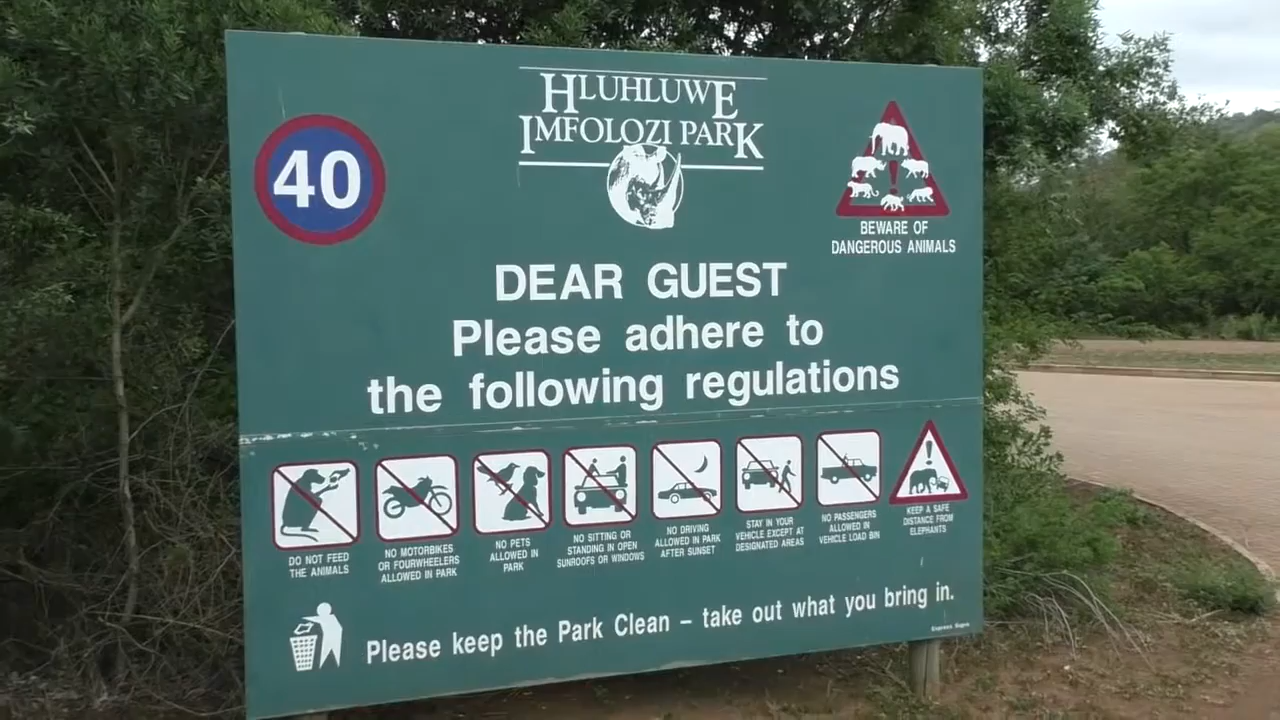 40
HLUHLUWE
IMFOLOZI PARK
BEWARE OF
DANGEROUS ANIMALS
DEAR GUEST
Please adhere to
the following regulations
DO NOT FEED
THE ANIMALS
NO MOTORBIKES
OR FOURWHEELERS
ALLOWED IN PARK
NO PETS
ALLOWED IN
PARK
NO SITTING OR
STANDING IN OPEN
SUNROOFS OR WINDOWS
NO DRIVING
ALLOWED IN PARK
AFTER SUNSET
STAY IN YOUR
VEHICLE EXCEPT AT
DESIGNATED AREAS
NO PASSENGERS
ALLOWED IN
VEHICLE LOAD BIN
KEEP A SAFE
DISTANCE FROM
ELEPHANTS
Please keep the Park Clean – take out what you bring in.